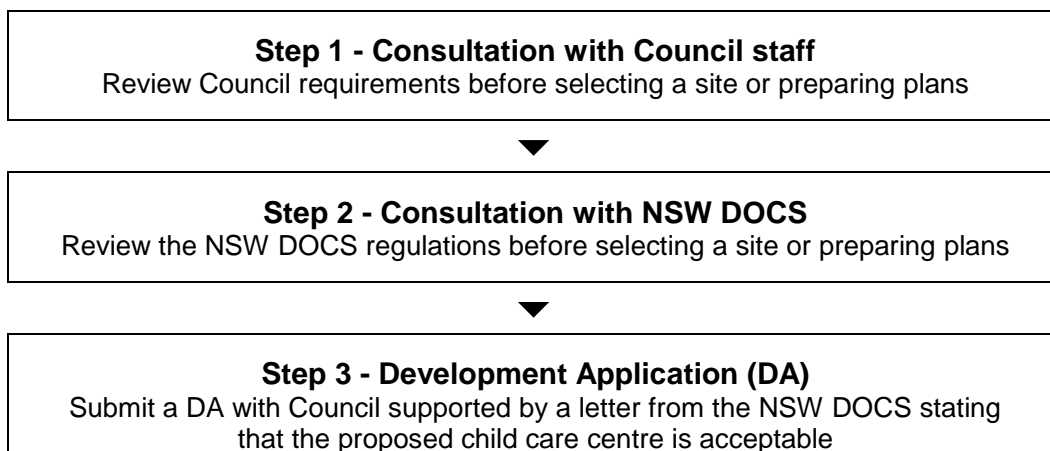 Step 1 - Consultation with Council staff
Review Council requirements before selecting a site or preparing plans
Step 2 - Consultation with NSW DOCS
Review the NSW DOCS regulations before selecting a site or preparing plans
Step 3 - Development Application (DA)
Submit a DA with Council supported by a letter from the NSW DOCS stating
that the proposed child care centre is acceptable